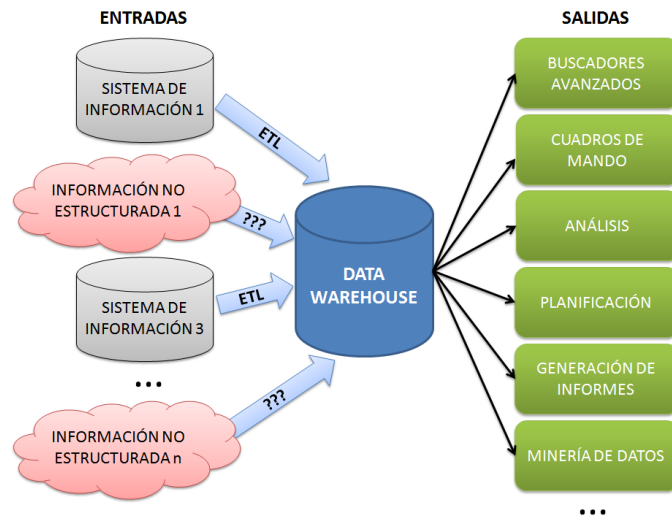 ENTRADAS
SISTEMA DE
INFORMACIÓN 1
ETL
INFORMACIÓN NO
ESTRUCTURADA 1
???
SISTEMA DE
INFORMACIÓN 3
ETL
...
INFORMACIÓN NO
ESTRUCTURADA n
???
DATA
WAREHOUSE
SALIDAS
BUSCADORES
AVANZADOS
CUADROS DE
MANDO
ANÁLISIS
PLANIFICACIÓN
GENERACIÓN DE
INFORMES
MINERÍA DE DATOS
...